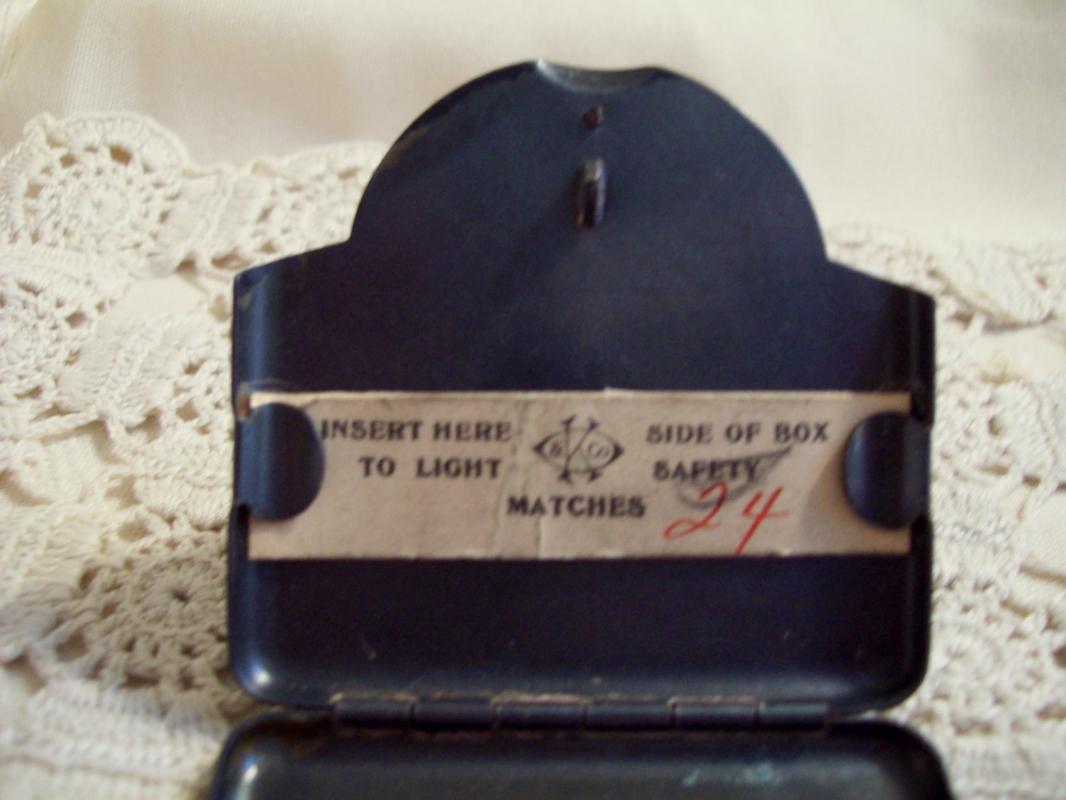 INSERT HERE SIDE OF BOX
TO LIGHT SAFETY
MATCHES
24